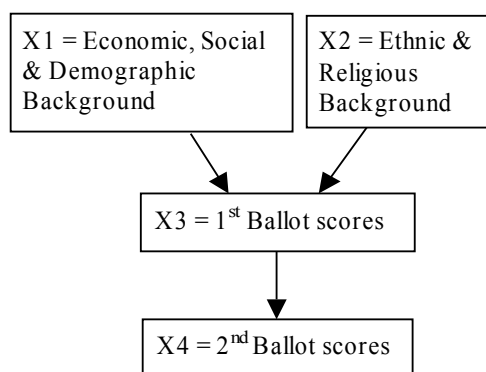 X1 = Economic, Social
& Demographic
Background
X2 = Ethnic &
Religious
Background
X3 = 1st Ballot scores
X4 = 2nd Ballot scores